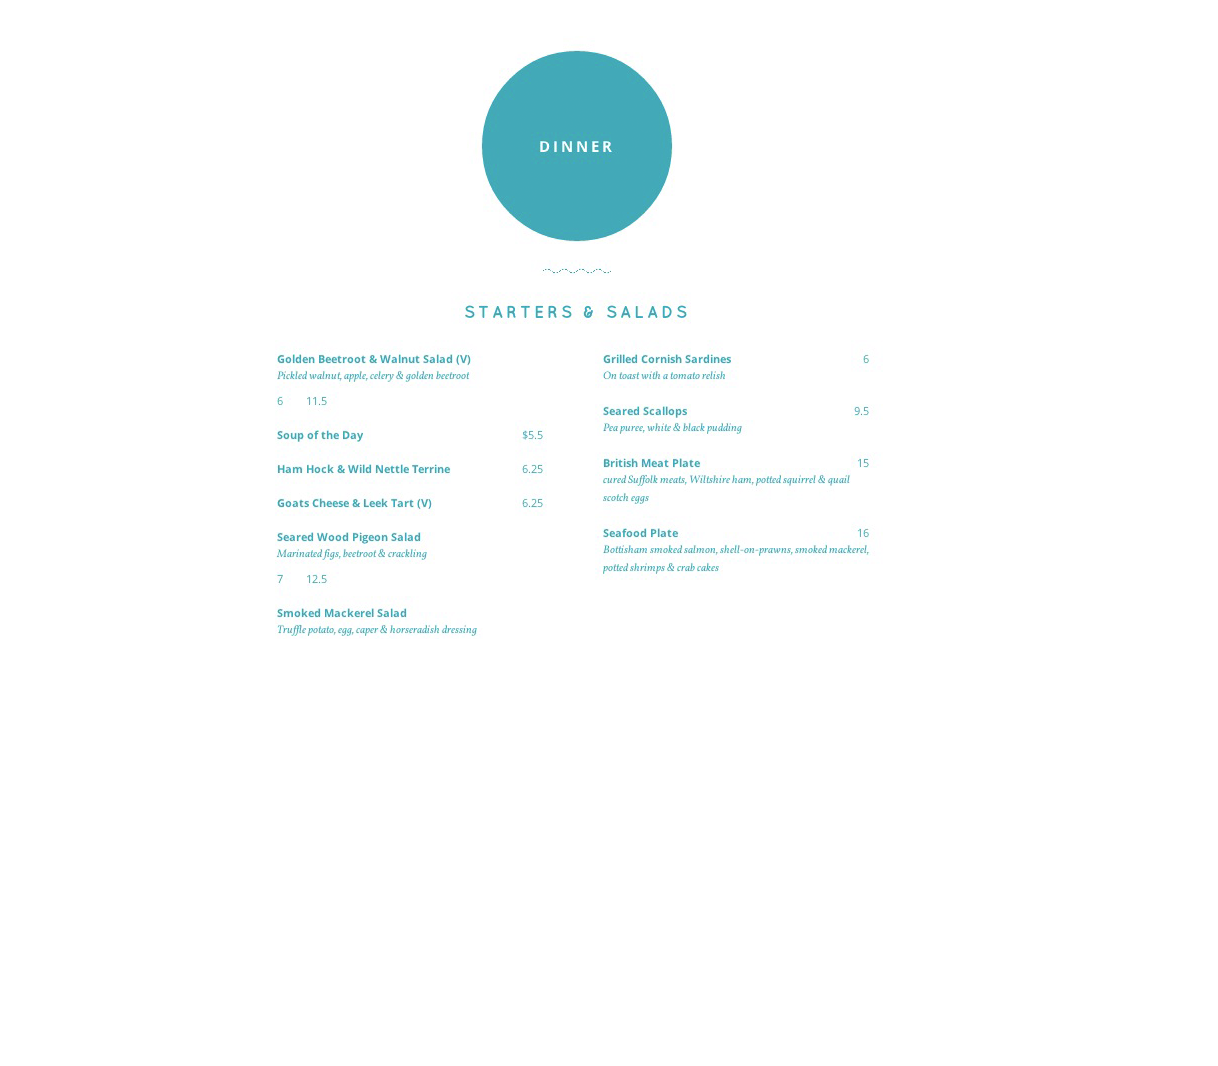 DINNER
STARTERS & SALADS
Golden Beetroot & Walnut Salad (V)
Pickled walnut, apple, celery & golden beetroot
6 11.5
Soup of the Day $5.5
Ham Hock & Wild Nettle Terrine 6.25
Goats Cheese & Leek Tart (V) 6.25
Seared Wood Pigeon Salad
Marinated figs, beetroot & crackling
7 12.5
Smoked Mackerel Salad
Truffle potato, egg, caper & horseradish dressing
Grilled Cornish Sardines 6
On toast with a tomato relish
Seared Scallops 9.5
Pea puree, white & black pudding
British Meat Plate 15
cured Suffolk meats, Wiltshire ham, potted squirrel & quail
scotch eggs
Seafood Plate 16
Bottisham smoked salmon, shell-on-prawns, smoked mackerel,
potted shrimps & crab cakes